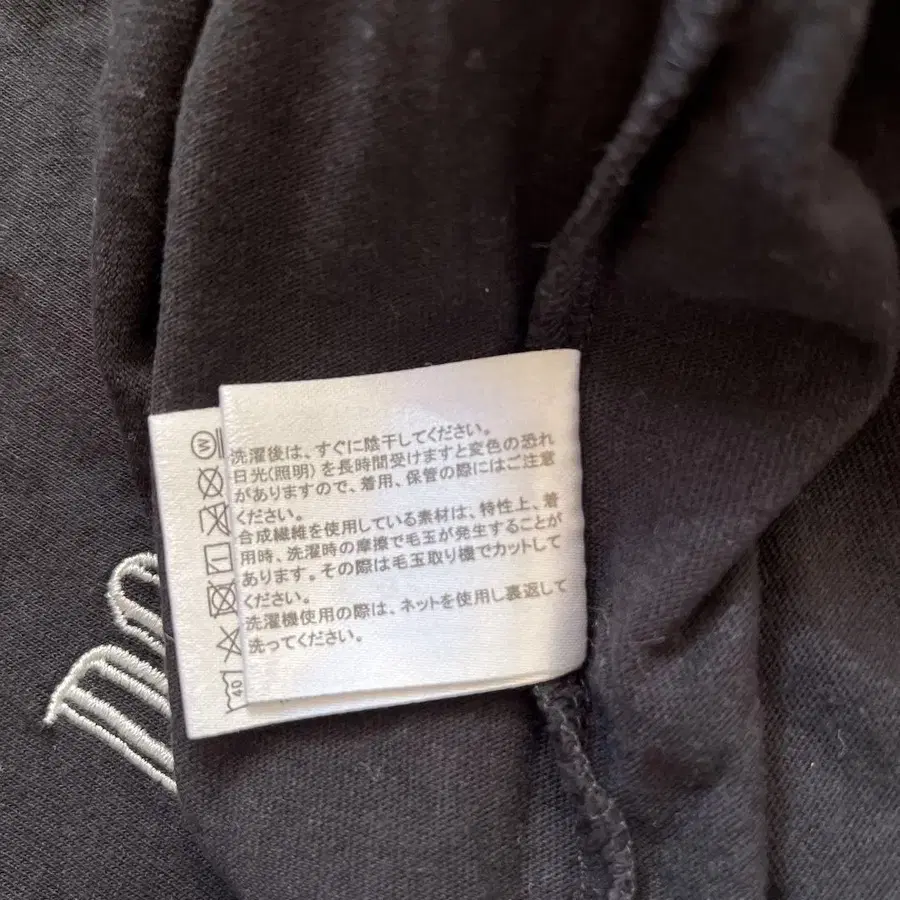 洗濯後は、すぐに陰干してください。
日光(照明)を長時間受けますと変色の恐れ
がありますので、着用、保管の際にはご注意
ください。
合成繊維を使用している素材は、特性上、着
用時、洗濯時の摩擦で毛玉が発生することが
あります。その際は毛玉取り機でカットして
ください。
洗濯機使用の際は、ネットを使用し裏返して
洗ってください。
W
40